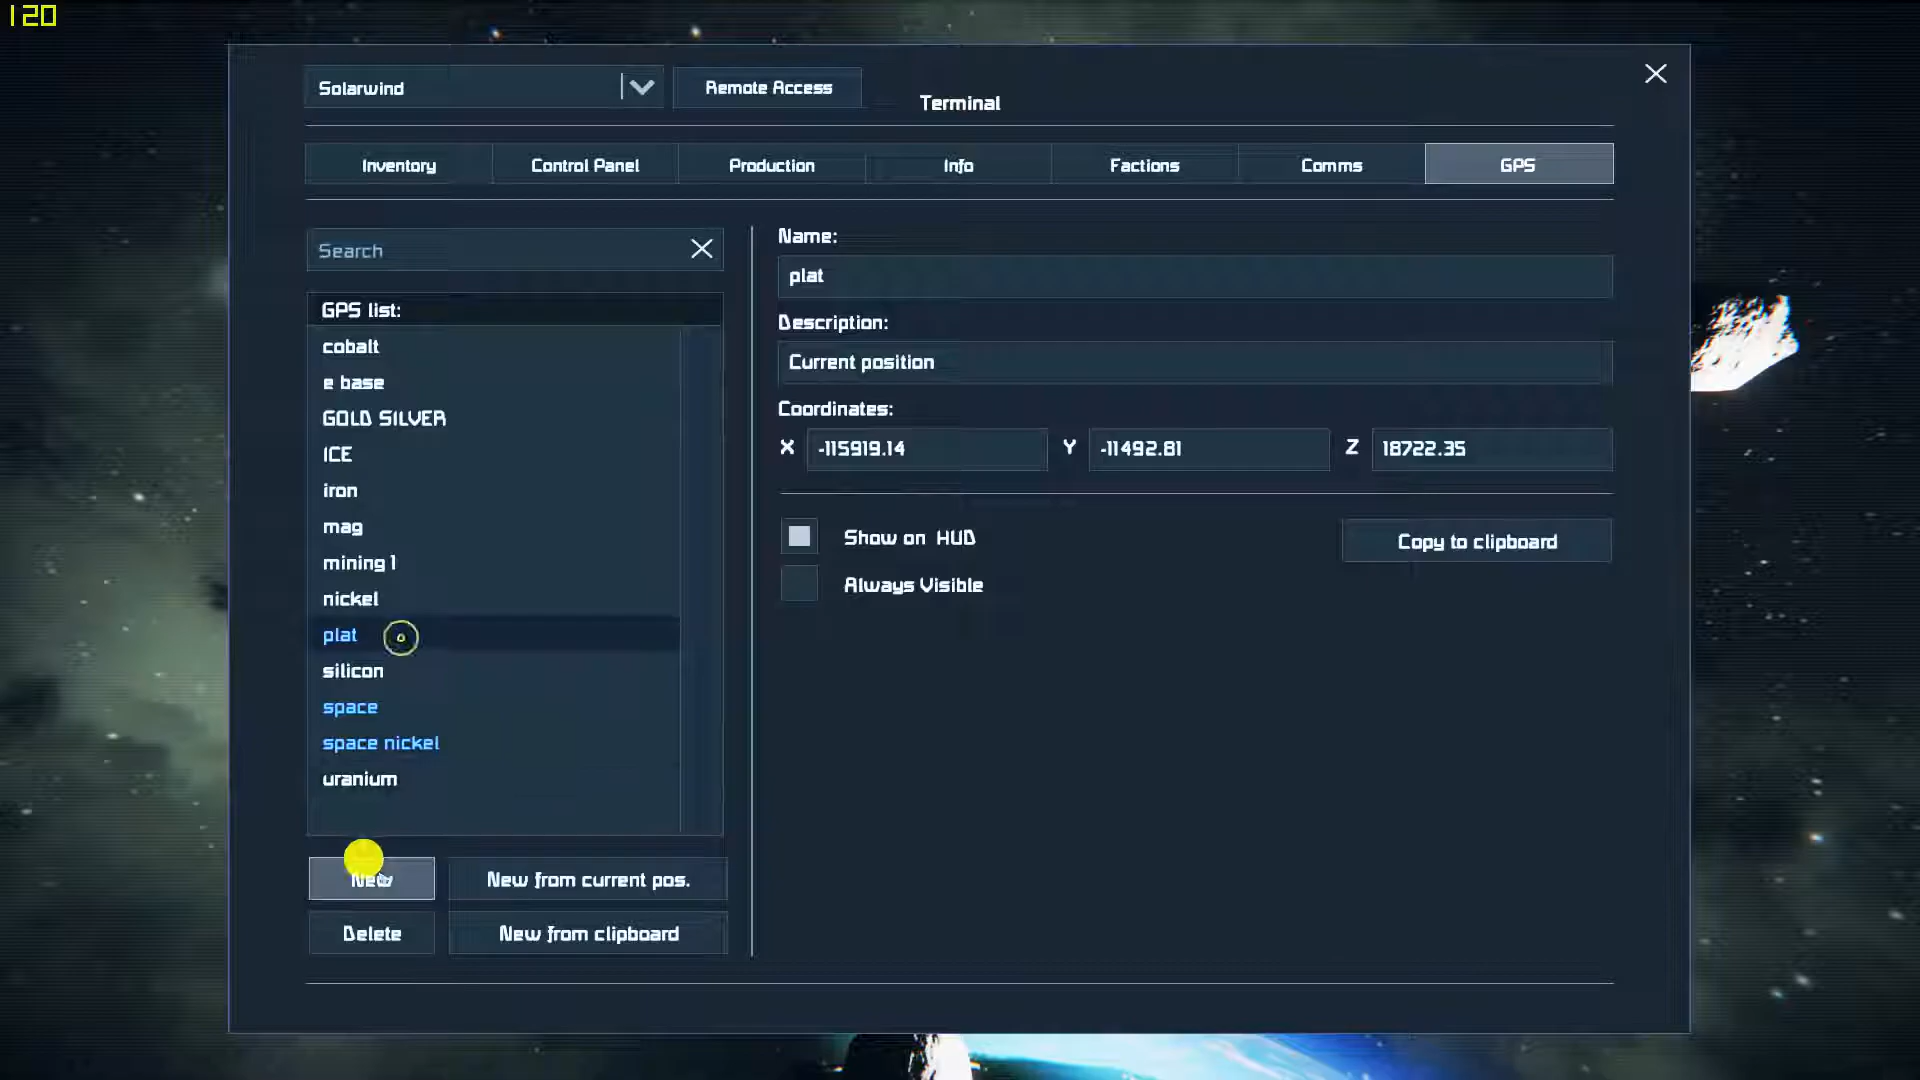 120
Solarwind
Remote Access
Terminal
Inventory
Control Panel
Production
Info
Factions
Comms
GPS
Search
GPS list:
cobalt
e base
GOLD SILVER
ICE
iron
mag
mining 1
nickel
plat
silicon
space
space nickel
uranium
New
New from current pos.
Delete
New from clipboard
Name:
plat
Description:
Current position
Coordinates:
X -115919.14 Y -11492.81 Z 18722.35
Show on HUD
Copy to clipboard
Always Visible